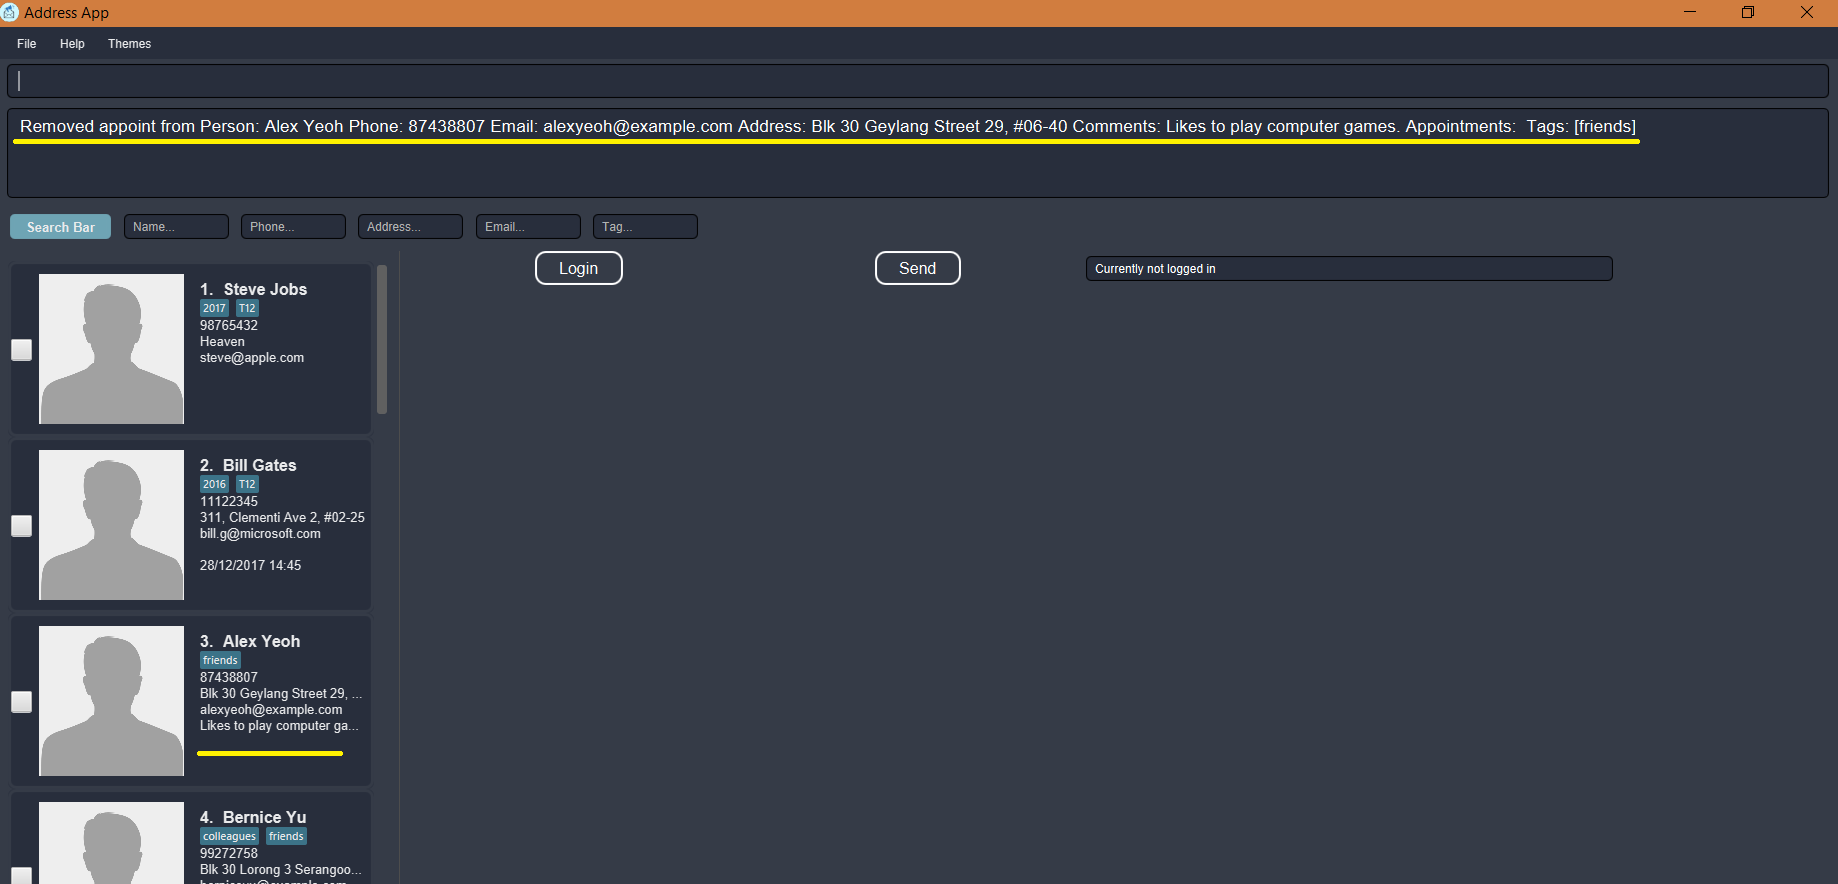 Address App
File Help Themes
Removed appoint from Person: Alex Yeoh Phone: 87438807 Email: alexyeoh@example.com Address: Blk 30 Geylang Street 29, #06-40 Comments: Likes to play computer games. Appointments:  Tags: [friends]
Search Bar Name... Phone... Address... Email... Tag...
Login Send Currently not logged in
1. Steve Jobs
2017 T12
98765432
Heaven
steve@apple.com
2. Bill Gates
2016 T12
11122345
311, Clementi Ave 2, #02-25
bill.g@microsoft.com
28/12/2017 14:45
3. Alex Yeoh
friends
87438807
Blk 30 Geylang Street 29, ...
alexyeoh@example.com
Likes to play computer ga...
4. Bernice Yu
colleagues friends
99272758
Blk 30 Lorong 3 Serangoo...